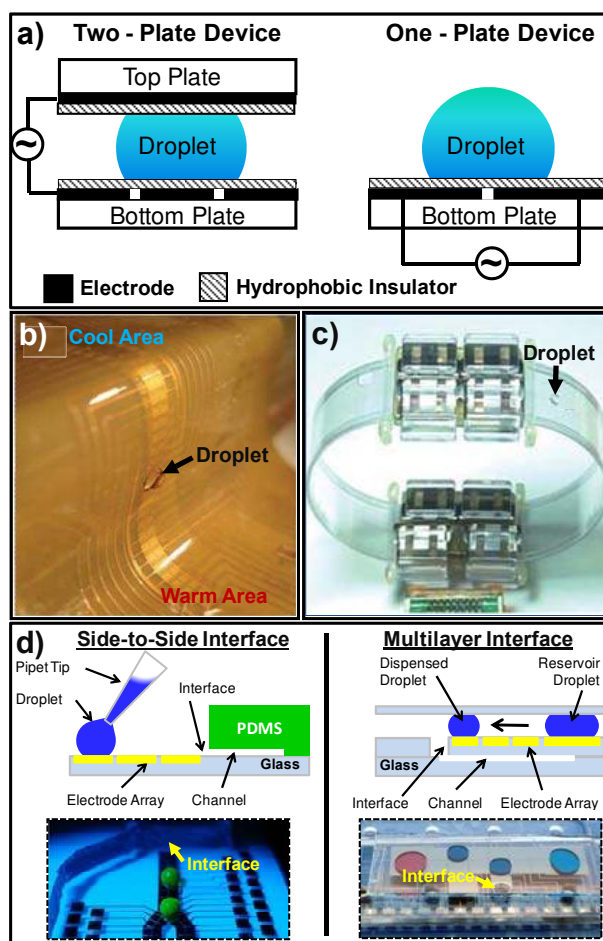 a)
Two - Plate Device
One - Plate Device
Top Plate
Droplet
Droplet
~
Bottom Plate
Bottom Plate
~
Electrode
Hydrophobic Insulator
b)
Cool Area
Droplet
Warm Area
c)
Droplet
d)
Side-to-Side Interface
Pipet Tip
Droplet
Interface
PDMS
Glass
Electrode Array
Channel
Interface
Multilayer Interface
Dispensed
Droplet
Reservoir
Droplet
Glass
Interface
Channel
Electrode Array
Interface